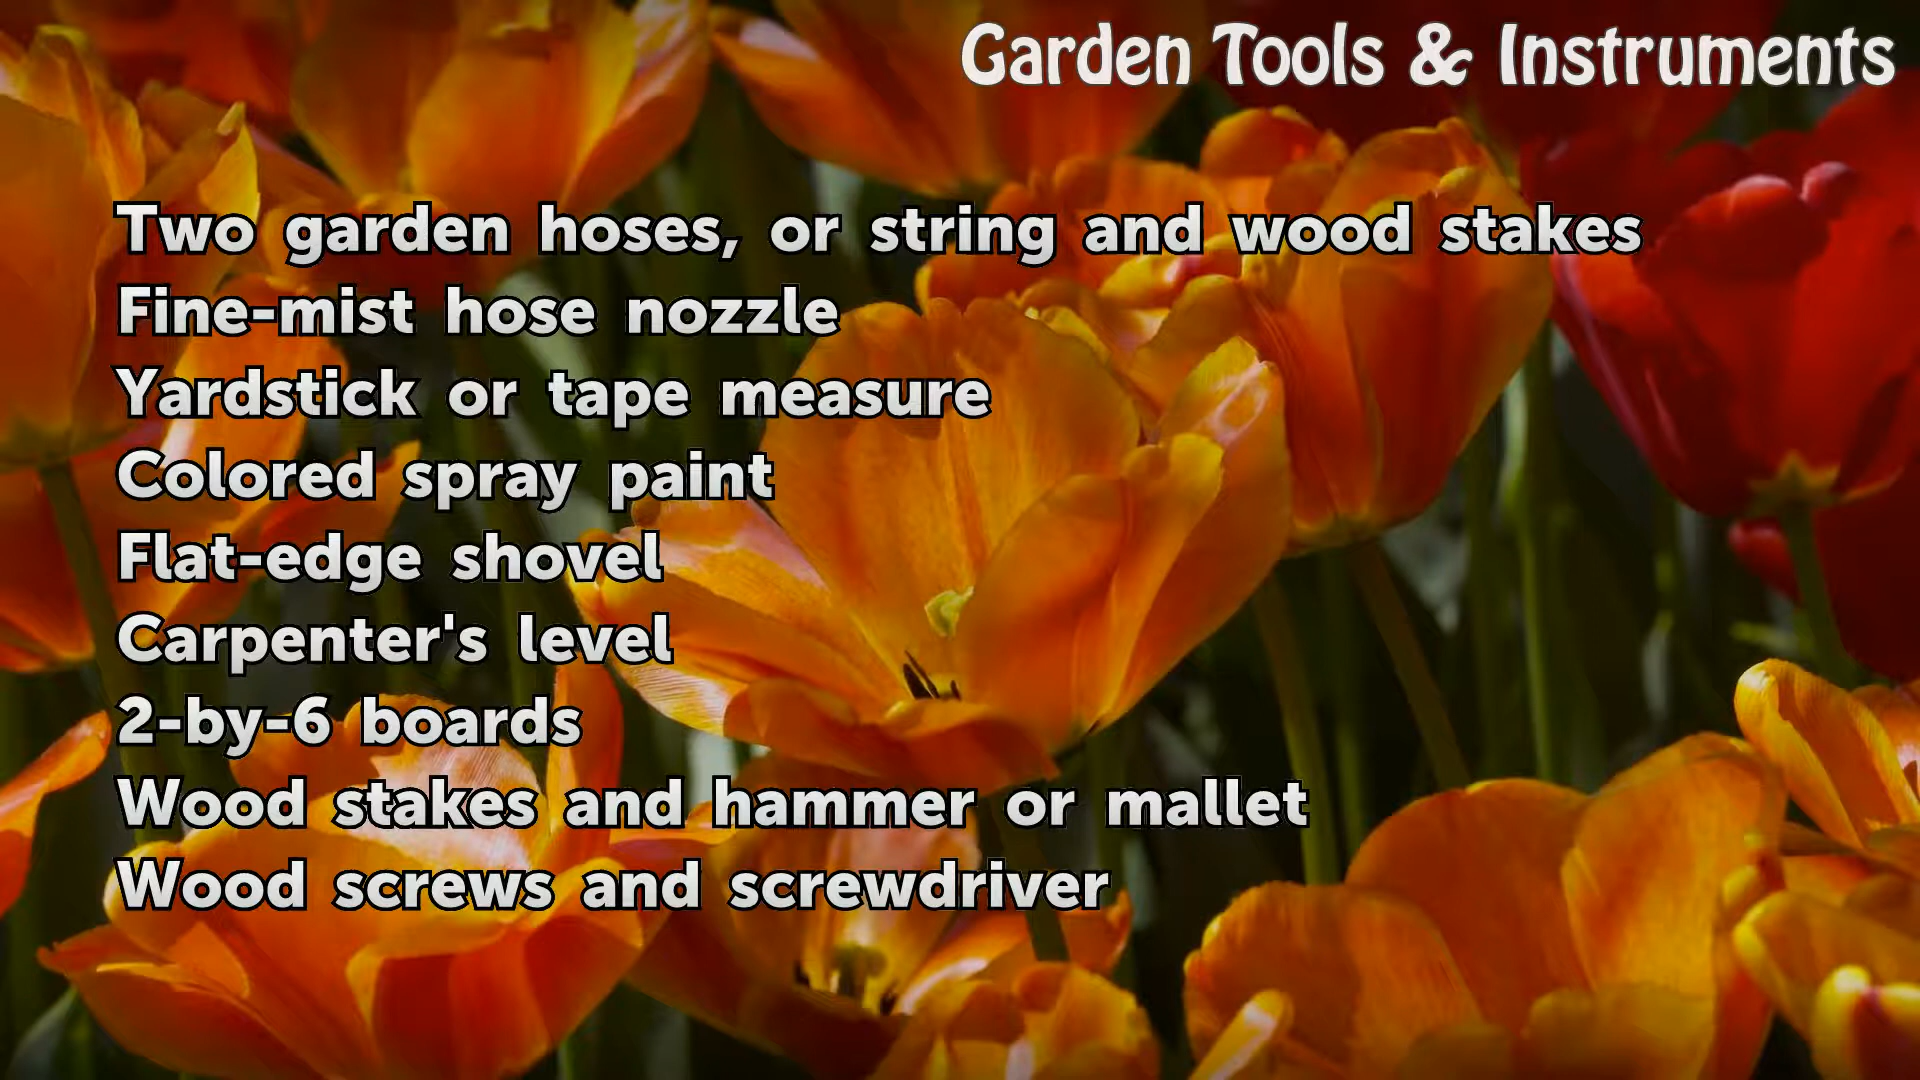 Garden Tools & Instruments
Two garden hoses, or string and wood stakes
Fine-mist hose nozzle
Yardstick or tape measure
Colored spray paint
Flat-edge shovel
Carpenter's level
2-by-6 boards
Wood stakes and hammer or mallet
Wood screws and screwdriver